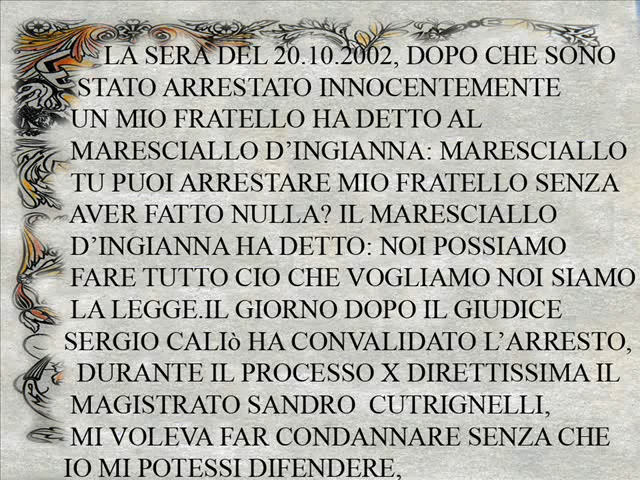 LA SERA DEL 20.10.2002, DOPO CHE SONO
STATO ARRESTATO INNOCENTEMENTE
UN MIO FRATELLO HA DETTO AL
MARESCIALLO D’INGIANNA: MARESCIALLO
TU PUOI ARRESTARE MIO FRATELLO SENZA
AVER FATTO NULLA? IL MARESCIALLO
D’INGIANNA HA DETTO: NOI POSSIAMO
FARE TUTTO CIO CHE VOGLIAMO NOI SIAMO
LA LEGGE.IL GIORNO DOPO IL GIUDICE
SERGIO CALIò HA CONVALIDATO L’ARRESTO,
DURANTE IL PROCESSO X DIRETTISSIMA IL
MAGISTRATO SANDRO CUTRIGNELLI,
MI VOLEVA FAR CONDANNARE SENZA CHE
IO MI POTESSI DIFENDERE,